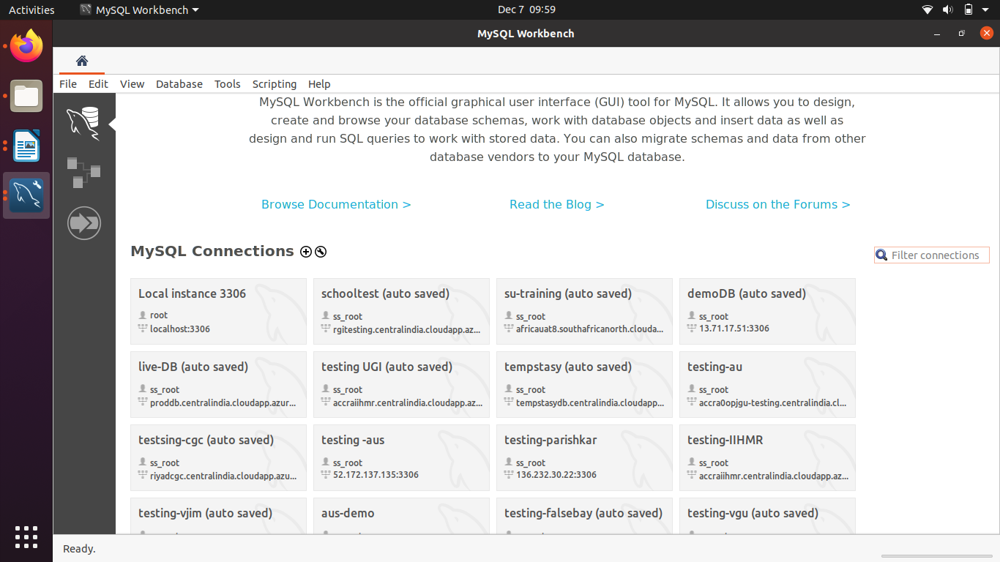 Activities
MySQL Workbench
Dec 7 09:59
MySQL Workbench
File Edit View Database Tools Scripting Help
MySQL Workbench is the official graphical user interface (GUI) tool for MySQL. It allows you to design,
create and browse your database schemas, work with database objects and insert data as well as
design and run SQL queries to work with stored data. You can also migrate schemas and data from other
database vendors to your MySQL database.
Browse Documentation >
Read the Blog >
Discuss on the Forums >
MySQL Connections
Filter connections
Local instance 3306
root
localhost:3306
schooltest (auto saved)
ss_root
rgitesting.centralindia.cloudapp.az...
su-training (auto saved)
ss_root
africauat8.southafricanorth.clouda...
demoDB (auto saved)
ss_root
13.71.17.51:3306
live-DB (auto saved)
ss_root
proddb.centralindia.cloudapp.azur...
testing UGI (auto saved)
ss_root
accraiihmr.centralindia.cloudapp.az...
tempstasy (auto saved)
ss_root
tempstasydb.centralindia.cloudapp...
testing-au
ss_root
accra0opjgu-testing.centralindia.cl...
testsing-cgc (auto saved)
ss_root
riyadcgc.centralindia.cloudapp.azu...
testing -aus
ss_root
52.172.137.135:3306
testing-parishkar
ss_root
136.232.30.22:3306
testing-IIHMR
ss_root
accraiihmr.centralindia.cloudapp.az...
testing-vjim (auto saved)
aus-demo
testing-falsebay (auto saved)
testing-vgu (auto saved)
Ready.